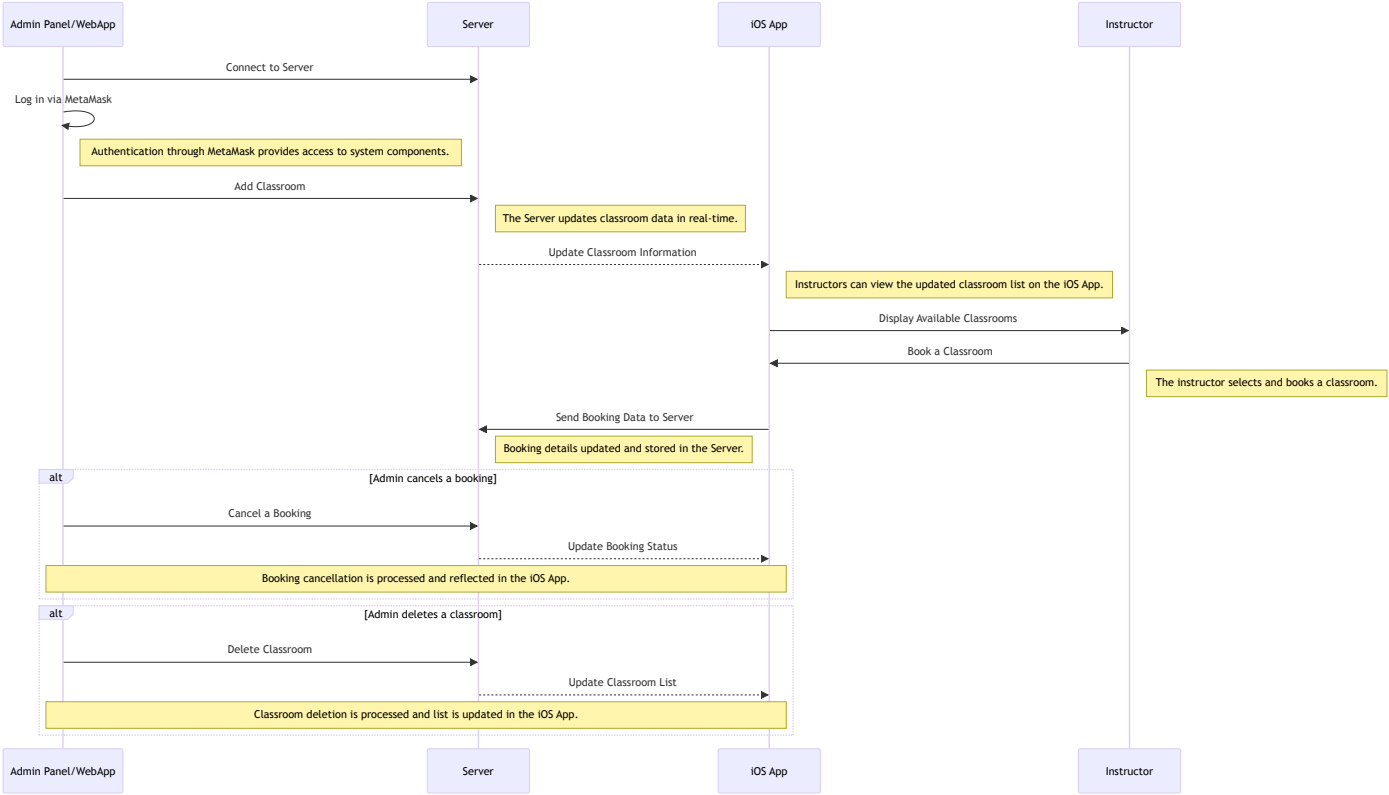 Admin Panel/WebApp
Server
iOS App
Instructor
Connect to Server
Log in via MetaMask
Authentication through MetaMask provides access to system components.
Add Classroom
The Server updates classroom data in real-time.
Update Classroom Information
Instructors can view the updated classroom list on the iOS App.
Display Available Classrooms
Book a Classroom
The instructor selects and books a classroom.
Send Booking Data to Server
Booking details updated and stored in the Server.
alt
[Admin cancels a booking]
Cancel a Booking
Update Booking Status
Booking cancellation is processed and reflected in the iOS App.
alt
[Admin deletes a classroom]
Delete Classroom
Update Classroom List
Classroom deletion is processed and list is updated in the iOS App.
Admin Panel/WebApp
Server
iOS App
Instructor